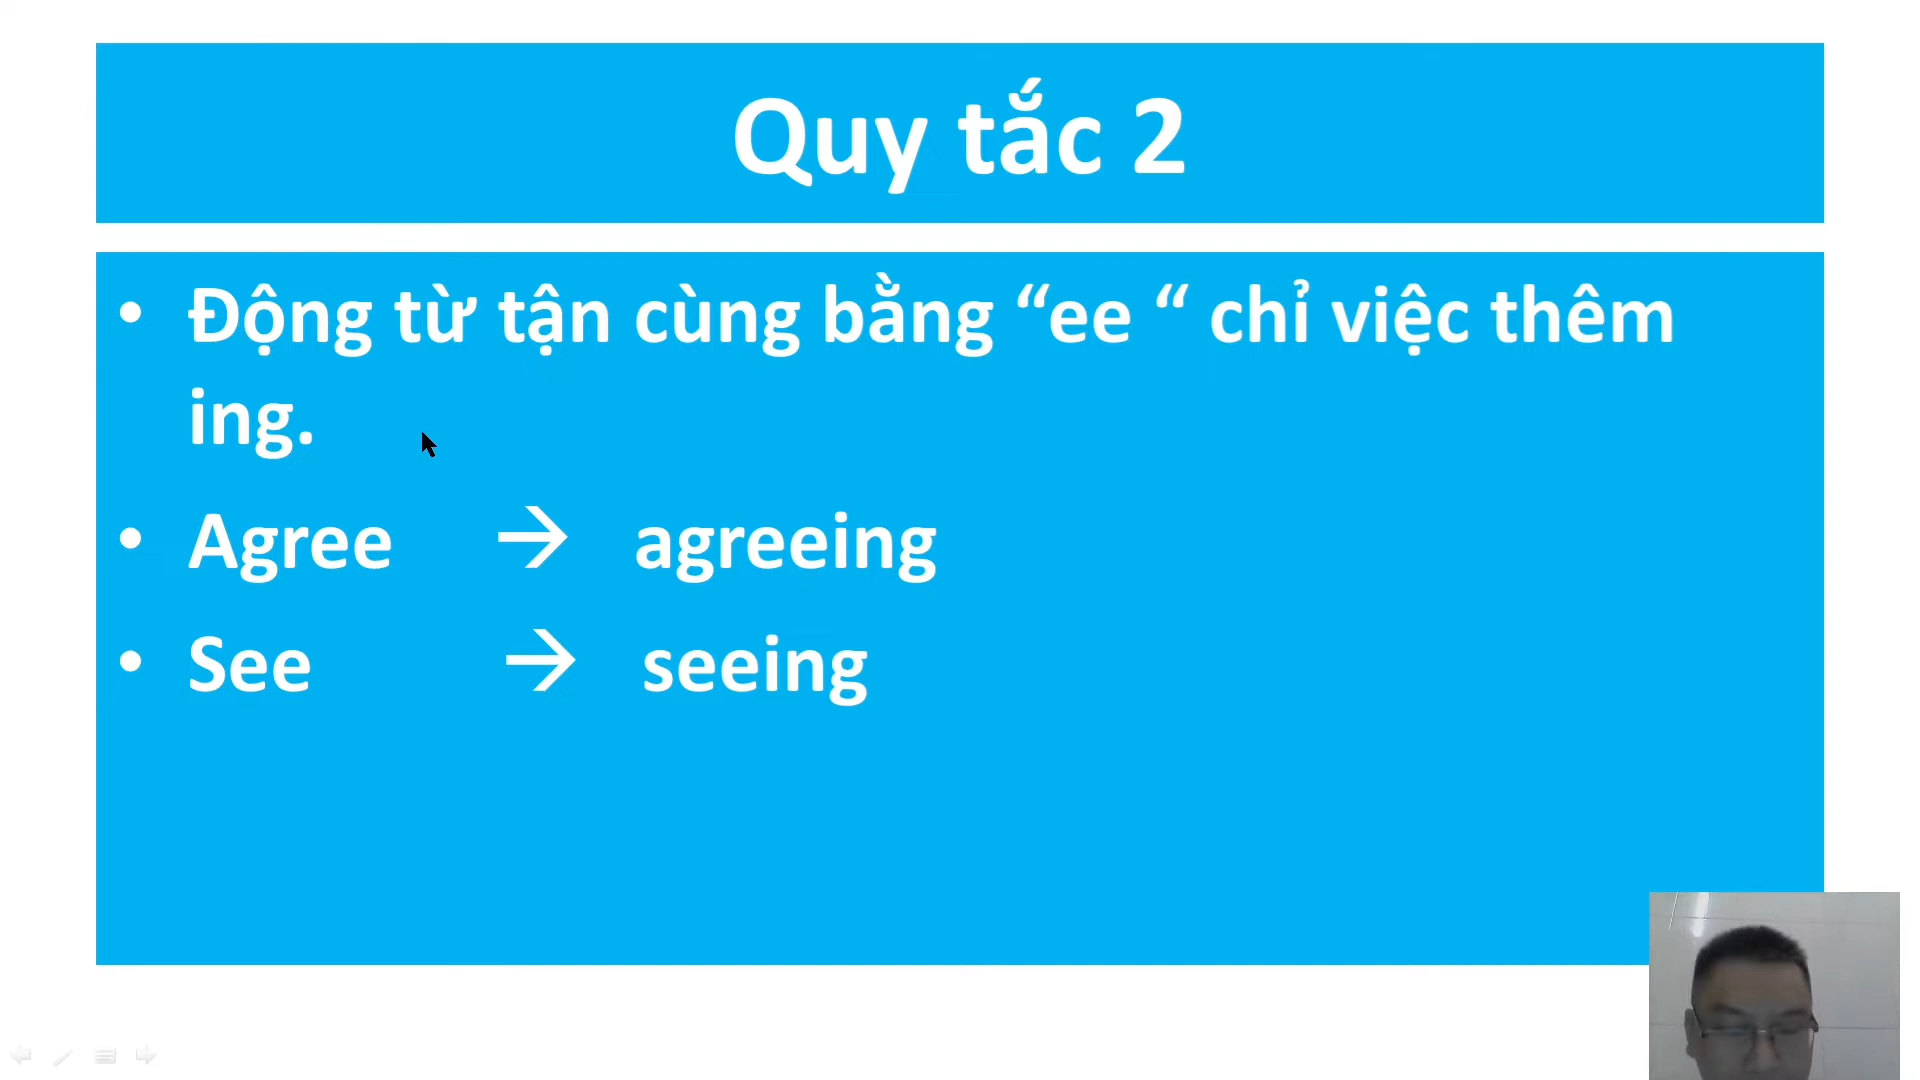 Quy tắc 2
• Động từ tận cùng bằng “ee “ chỉ việc thêm
ing.
• Agree → agreeing
• See → seeing